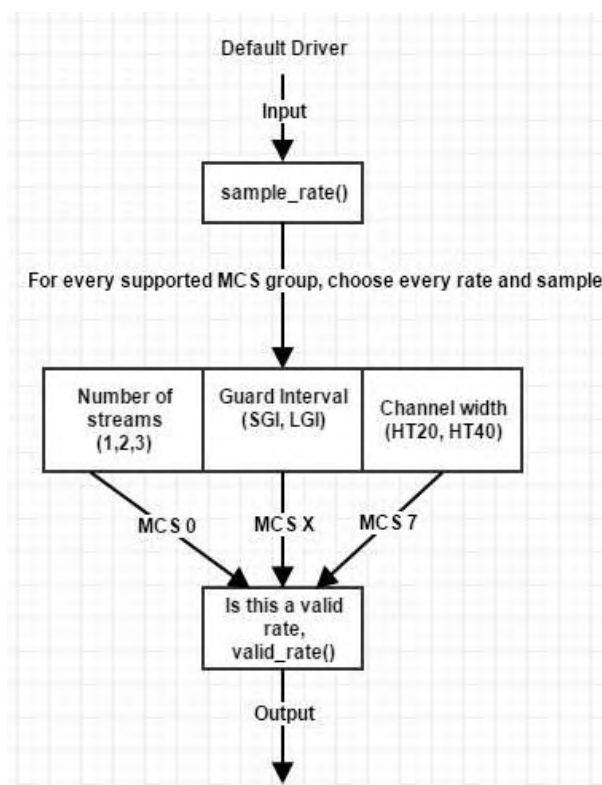 Default Driver
Input
sample_rate()
For every supported MCS group, choose every rate and sample
Number of
streams
(1,2,3)
Guard Interval
(SGI, LGI)
Channel width
(HT20, HT40)
MCS 0
MCS X
MCS 7
Is this a valid
rate,
valid_rate()
Output